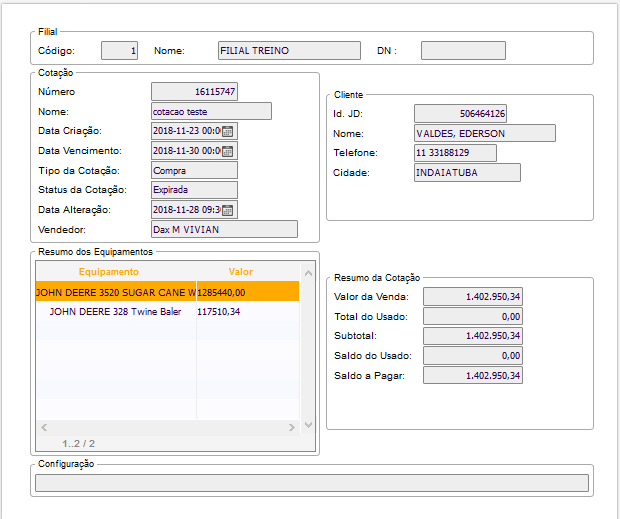 Filial
Código: 1 Nome: FILIAL TREINO DN :
Cotação
Número 16115747
Nome: cotacao teste
Data Criação: 2018-11-23 00:0
Data Vencimento: 2018-11-30 00:0
Tipo da Cotação: Compra
Status da Cotação: Expirada
Data Alteração: 2018-11-28 09:3
Vendedor: Dax M VIVIAN
Cliente
Id. JD: 506464126
Nome: VALDES, EDERSON
Telefone: 11 33188129
Cidade: INDAIATUBA
Resumo dos Equipamentos
Equipamento Valor
JOHN DEERE 3520 SUGAR CANE W 1285440,00
JOHN DEERE 328 Twine Baler 117510,34
1..2 / 2
Resumo da Cotação
Valor da Venda: 1.402.950,34
Total do Usado: 0,00
Subtotal: 1.402.950,34
Saldo do Usado: 0,00
Saldo a Pagar: 1.402.950,34
Configuração